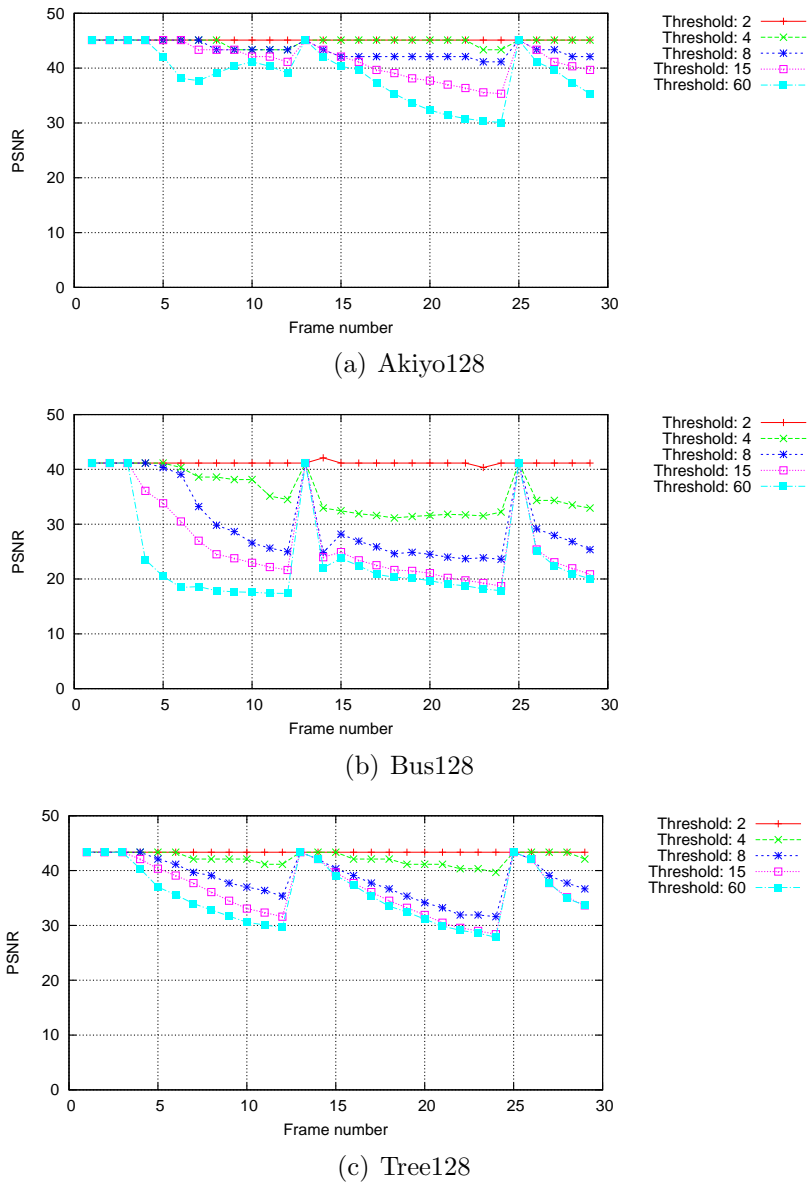 50
40
30
20
10
0
PSNR
0 5 10 15 20 25 30
Frame number
Threshold: 2
Threshold: 4
Threshold: 8
Threshold: 15
Threshold: 60
(a) Akiyo128
50
40
30
20
10
0
PSNR
0 5 10 15 20 25 30
Frame number
Threshold: 2
Threshold: 4
Threshold: 8
Threshold: 15
Threshold: 60
(b) Bus128
50
40
30
20
10
0
PSNR
0 5 10 15 20 25 30
Frame number
Threshold: 2
Threshold: 4
Threshold: 8
Threshold: 15
Threshold: 60
(c) Tree128